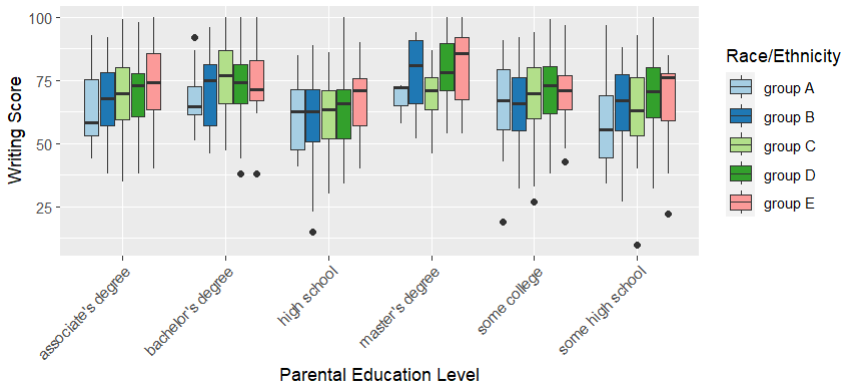 100
75
50
25
Writing Score
associate's degree
bachelor's degree
high school
master's degree
some college
some high school
Parental Education Level
Race/Ethnicity
group A
group B
group C
group D
group E